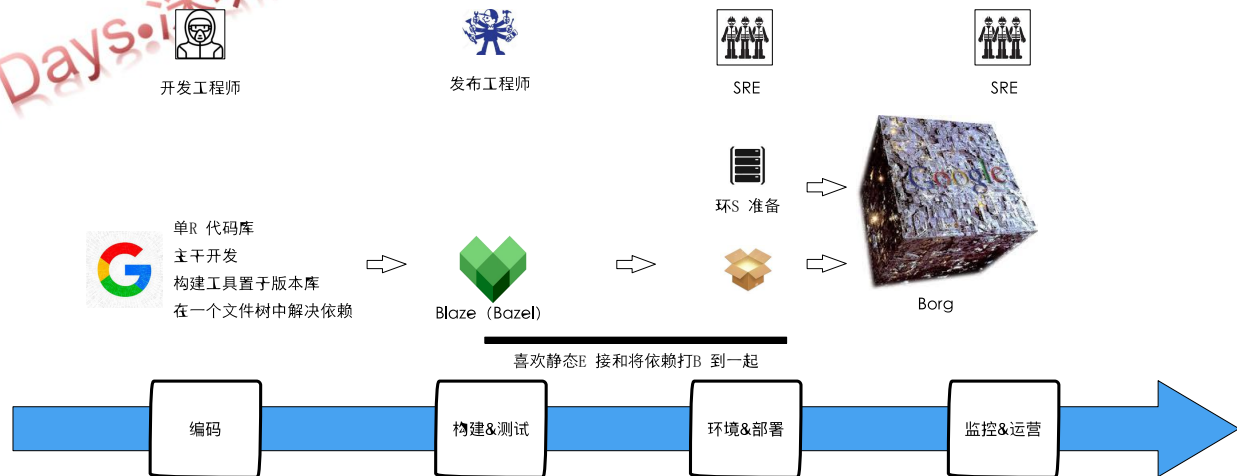 Days•深
开发工程师
发布工程师
SRE
SRE
环S 准备
Google
单R 代码库
主干开发
构建工具置于版本库
在一个文件树中解决依赖
Blaze（Bazel）
Borg
喜欢静态E 接和将依赖打B 到一起
编码
构建&测试
环境&部署
监控&运营